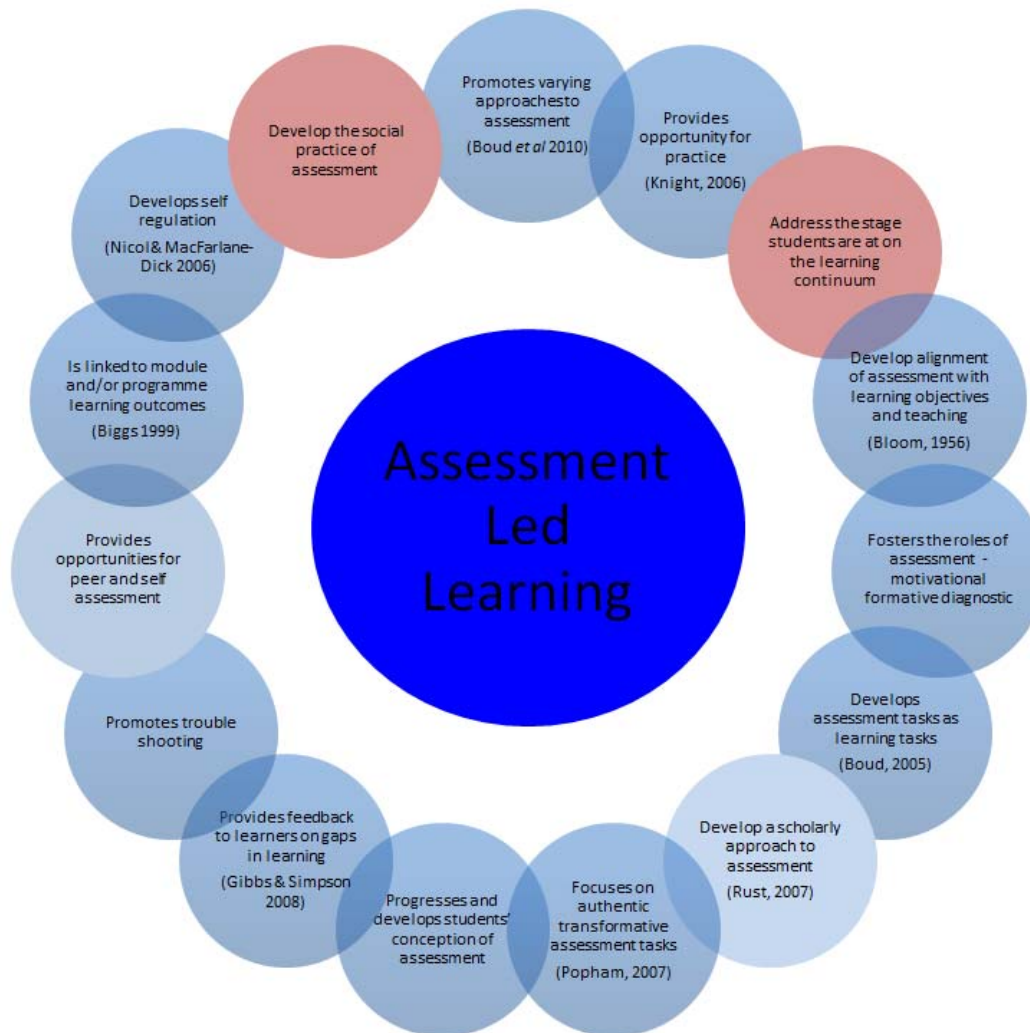 Promotes varying
approachesto
assessment
(Boud et al 2010)
Provides
opportunity for
practice
(Knight, 2006)
Address the stage
students are at on
the learning
continuum
Develop alignment
of assessment with
learning objectives
and teaching
(Bloom, 1956)
Fosters the roles of
assessment -
motivational
formative diagnostic
Develops
assessment tasks as
learning tasks
(Boud, 2005)
Develop a scholarly
approach to
assessment
(Rust, 2007)
Focuses on
authentic
transformative
assessment tasks
(Popham, 2007)
Progresses and
develops students'
conception of
assessment
Provides feedback
to learners on gaps
in learning
(Gibbs & Simpson
2008)
Promotes trouble
shooting
Provides
opportunities for
peer and self
assessment
Is linked to module
and/or programme
learning outcomes
(Biggs 1999)
Develops self
regulation
(Nicol & MacFarlane-
Dick 2006)
Develop the social
practice of
assessment
Assessment
Led
Learning